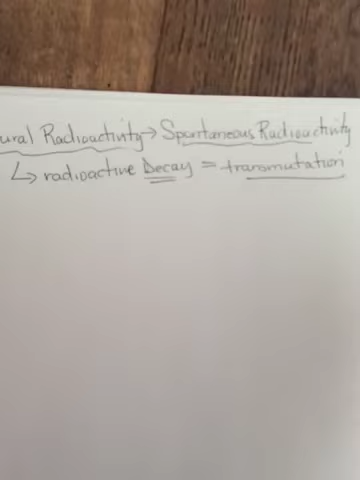 ural Radioactivity → Spontaneous Radioactivity
↳ radioactive Decay = transmutation